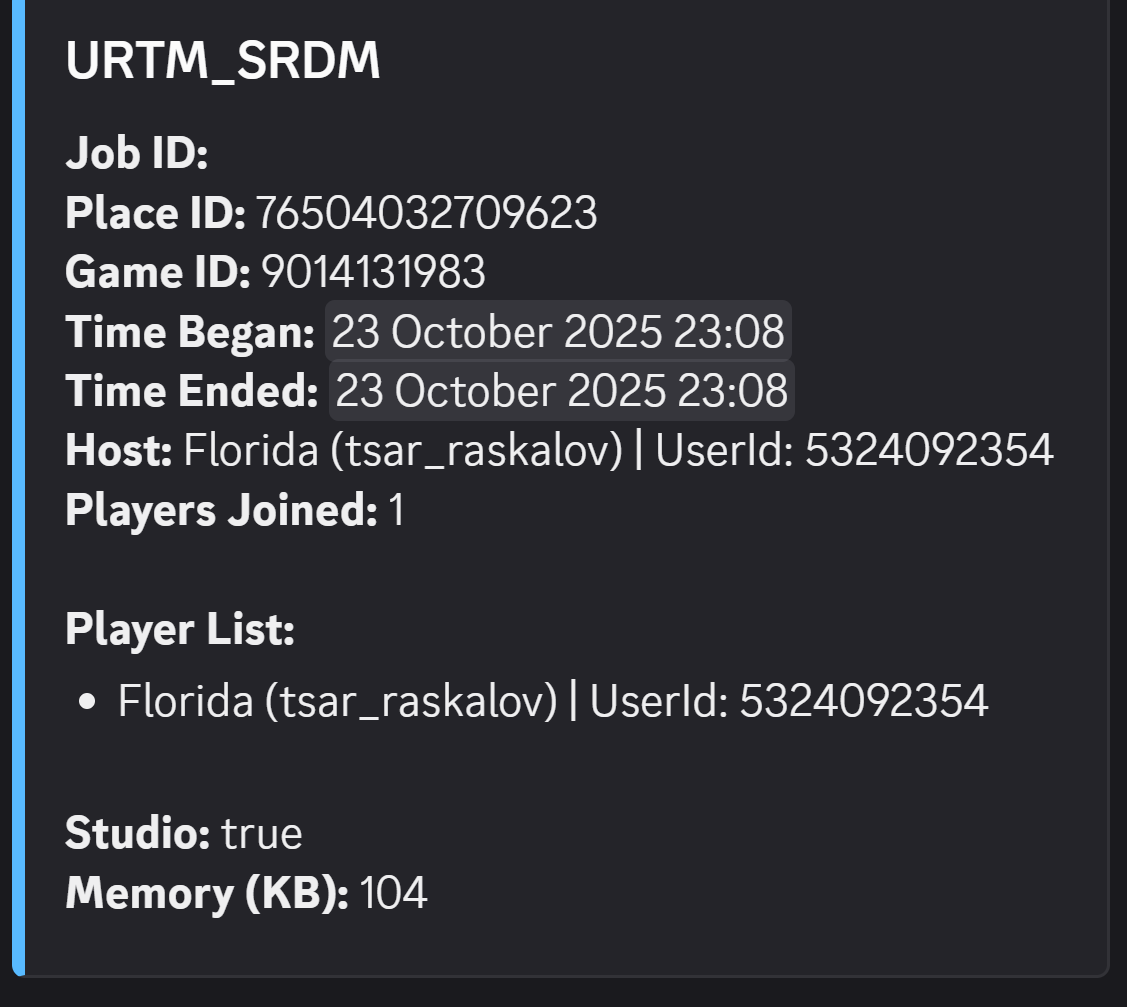 URTM_SRDM
Job ID:
Place ID: 76504032709623
Game ID: 9014131983
Time Began: 23 October 2025 23:08
Time Ended: 23 October 2025 23:08
Host: Florida (tsar_raskalov) | UserId: 5324092354
Players Joined: 1
Player List:
• Florida (tsar_raskalov) | UserId: 5324092354
Studio: true
Memory (KB): 104